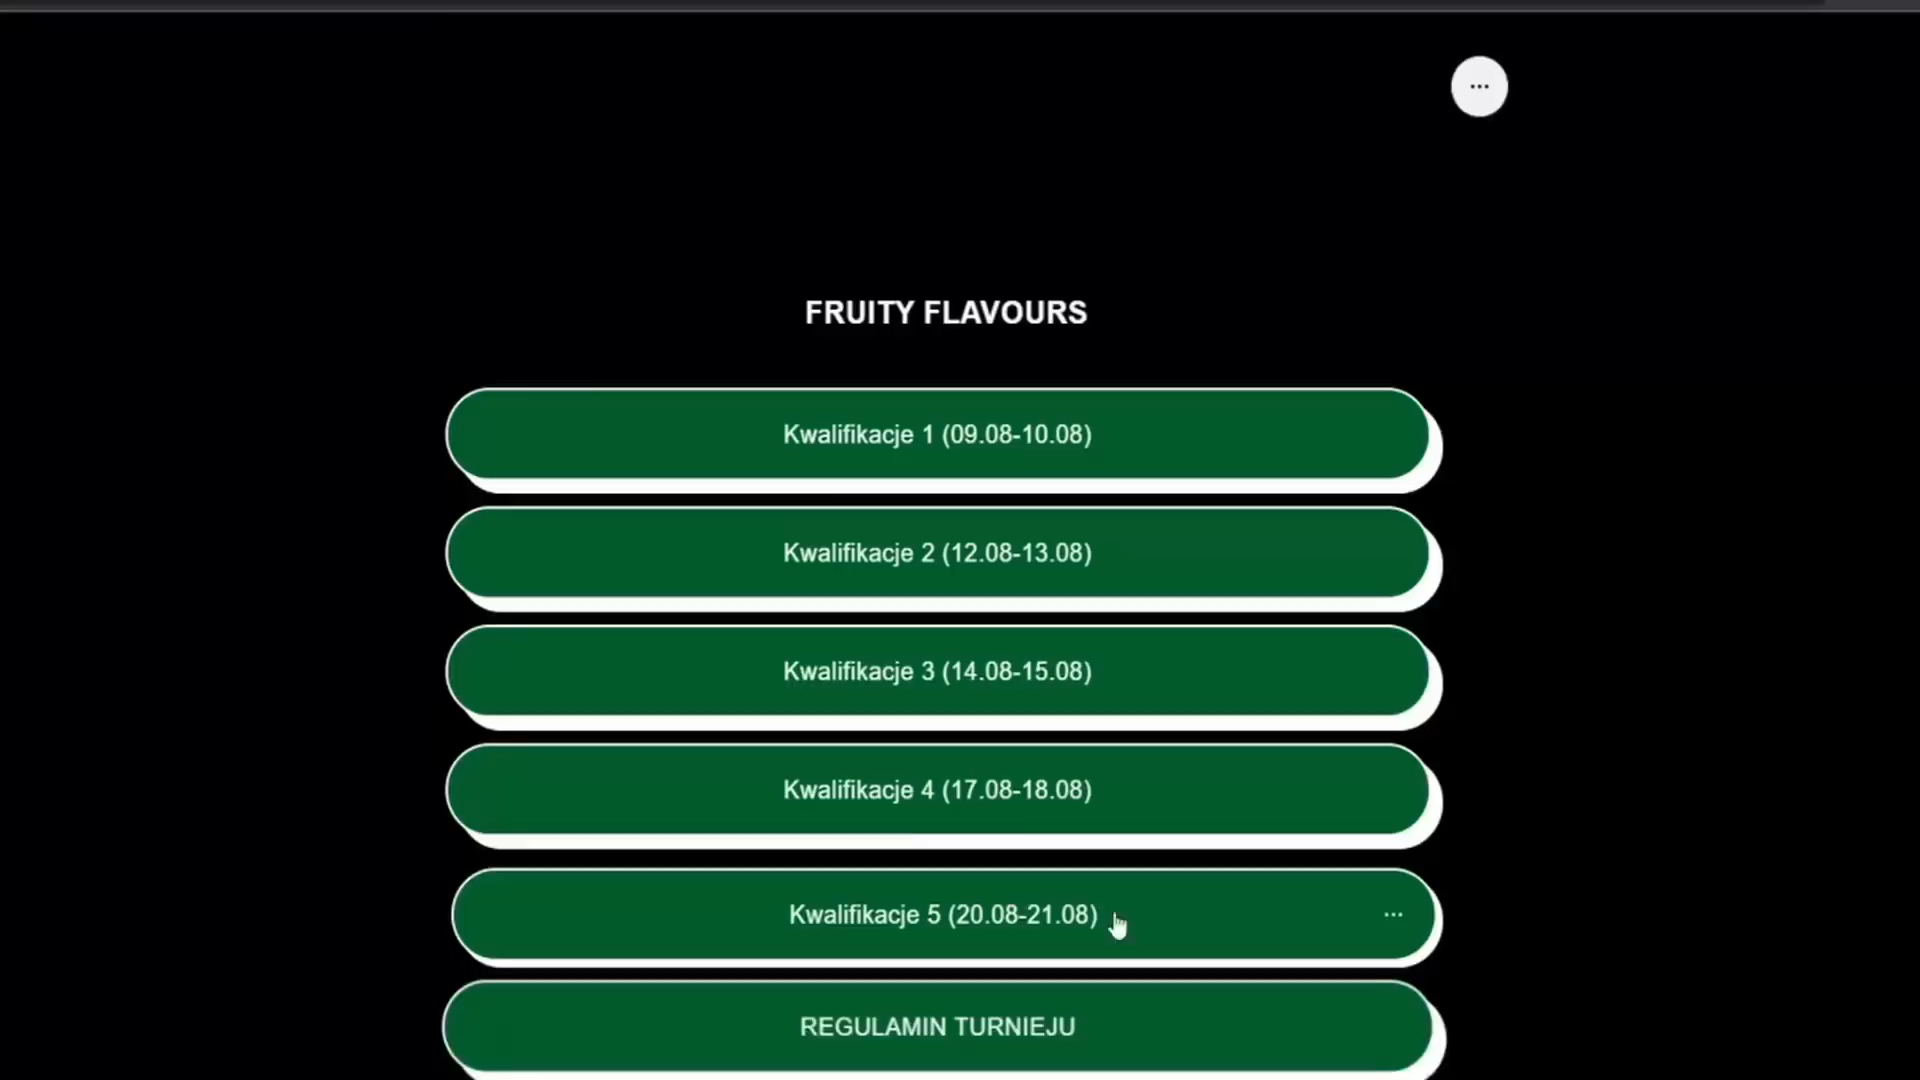 FRUITY FLAVOURS
Kwalifikacje 1 (09.08-10.08)
Kwalifikacje 2 (12.08-13.08)
Kwalifikacje 3 (14.08-15.08)
Kwalifikacje 4 (17.08-18.08)
Kwalifikacje 5 (20.08-21.08)
REGULAMIN TURNIEJU